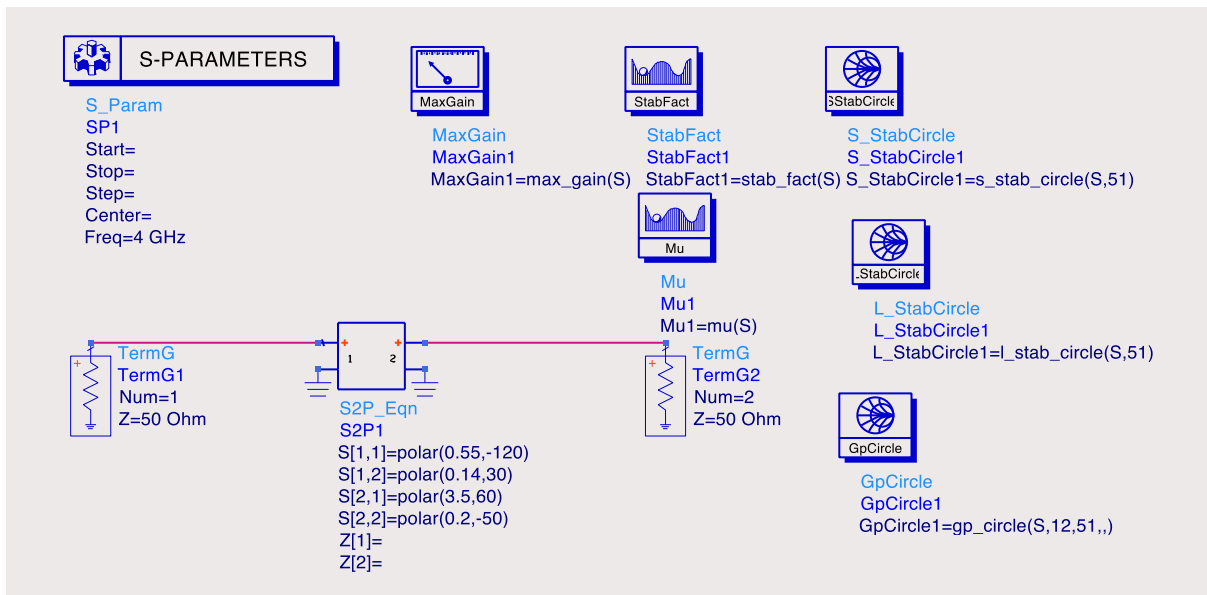 S-PARAMETERS
S_Param
SP1
Start=
Stop=
Step=
Center=
Freq=4 GHz
MaxGain
MaxGain
MaxGain1
MaxGain1=max_gain(S)
StabFact
StabFact
StabFact1
StabFact1=stab_fact(S)
SStabCircle
S_StabCircle
S_StabCircle1
S_StabCircle1=s_stab_circle(S,51)
Mu
Mu
Mu1
Mu1=mu(S)
_StabCircle
L_StabCircle
L_StabCircle1
L_StabCircle1=l_stab_circle(S,51)
GpCircle
GpCircle
GpCircle1
GpCircle1=gp_circle(S,12,51,,)
+
TermG
TermG1
Num=1
Z=50 Ohm
+ +
1 2
S2P_Eqn
S2P1
S[1,1]=polar(0.55,-120)
S[1,2]=polar(0.14,30)
S[2,1]=polar(3.5,60)
S[2,2]=polar(0.2,-50)
Z[1]=
Z[2]=
+
TermG
TermG2
Num=2
Z=50 Ohm